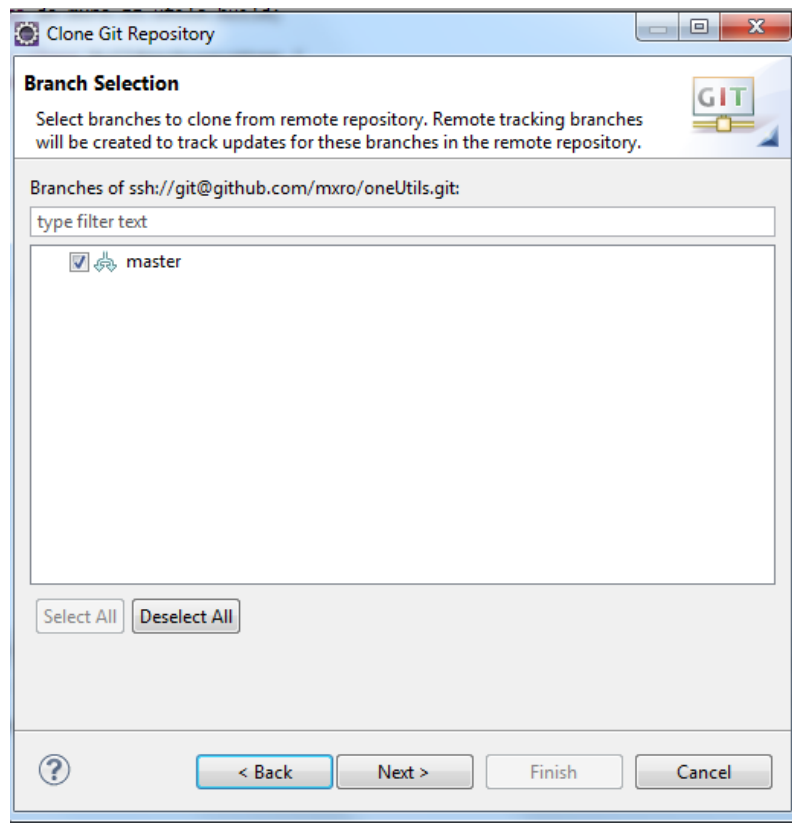 Clone Git Repository
Branch Selection
GIT
Select branches to clone from remote repository. Remote tracking branches
will be created to track updates for these branches in the remote repository.
Branches of ssh://git@github.com/mxro/oneUtils.git:
type filter text
master
Select All Deselect All
? < Back Next > Finish Cancel